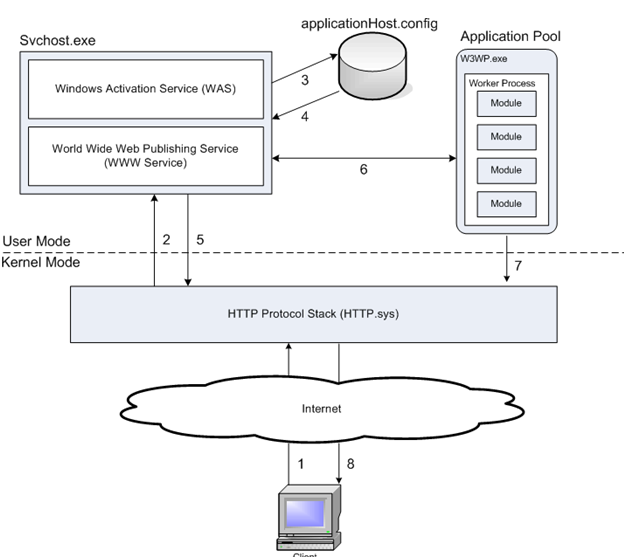 applicationHost.config
Svchost.exe
Application Pool
W3WP.exe
Windows Activation Service (WAS)
3
Worker Process
Module
4
Module
World Wide Web Publishing Service
(WWW Service)
6
Module
Module
User Mode
2
5
Kernel Mode
7
HTTP Protocol Stack (HTTP.sys)
Internet
1
8
Client